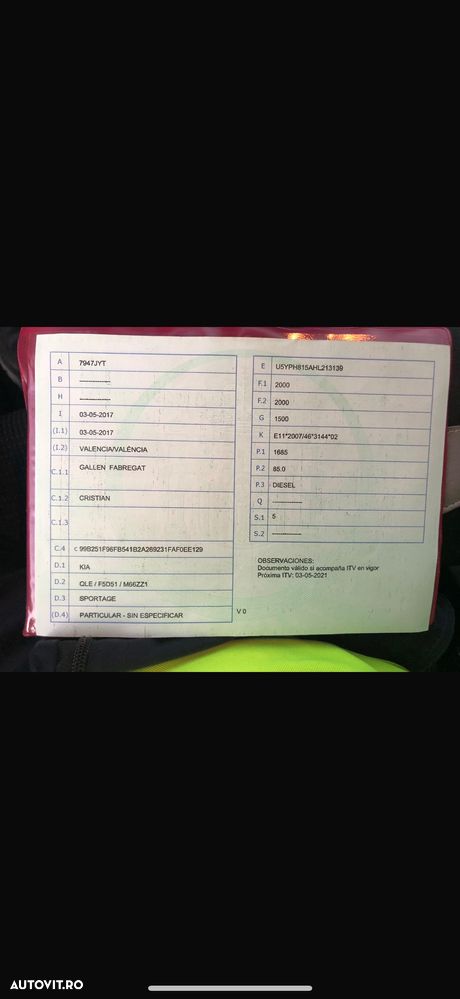 A 7947JYT
B --------------
H --------------
I 03-05-2017
(I.1) 03-05-2017
(I.2) VALENCIA/VALÈNCIA
C.1.1 GALLEN FABREGAT
C.1.2 CRISTIAN
C.1.3
C.4 c 99B251F96FB541B2A269231FAF0EE129
D.1 KIA
D.2 QLE / F5D51 / M66ZZ1
D.3 SPORTAGE
(D.4) PARTICULAR - SIN ESPECIFICAR
E U5YPH815AHL213139
F.1 2000
F.2 2000
G 1500
K E11*2007/46*3144*02
P.1 1685
P.2 85.0
P.3 DIESEL
Q --------------
S.1 5
S.2 --------------
OBSERVACIONES:
Documento válido si acompaña ITV en vigor
Próxima ITV: 03-05-2021
V 0
AUTOVIT.RO